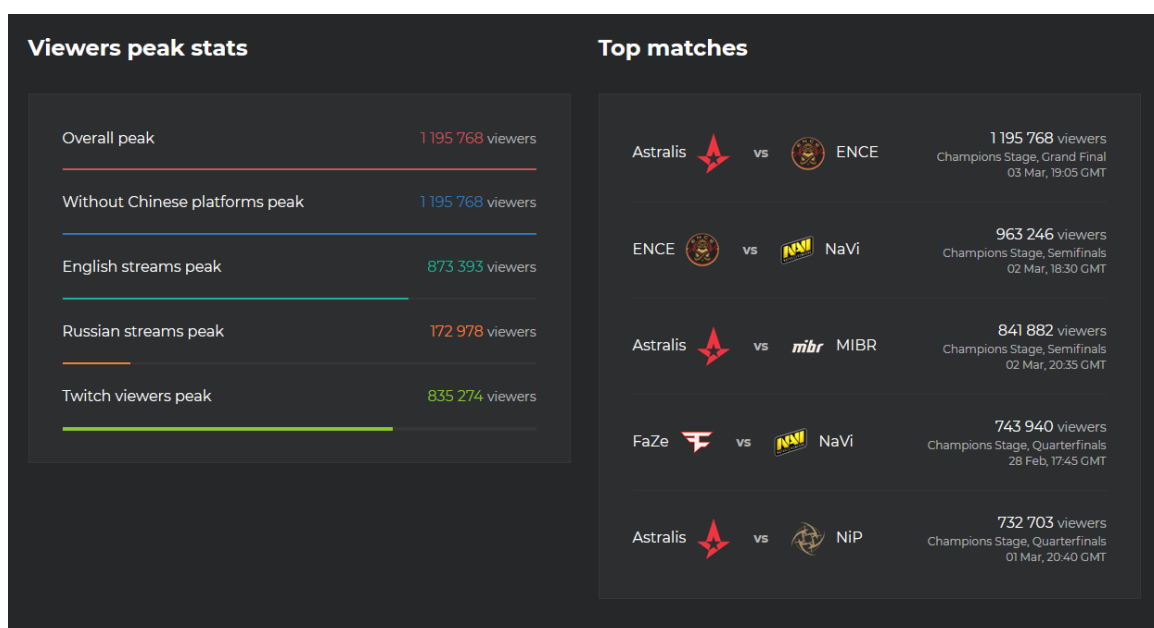 Viewers peak stats
Overall peak 1 195 768 viewers
Without Chinese platforms peak 1 195 768 viewers
English streams peak 873 393 viewers
Russian streams peak 172 978 viewers
Twitch viewers peak 835 274 viewers
Top matches
Astralis vs ENCE 1 195 768 viewers
Champions Stage, Grand Final
03 Mar, 19:05 GMT
ENCE vs NAVI NaVi 963 246 viewers
Champions Stage, Semifinals
02 Mar, 18:30 GMT
Astralis vs mibr MIBR 841 882 viewers
Champions Stage, Semifinals
02 Mar, 20:35 GMT
FaZe vs NAVI NaVi 743 940 viewers
Champions Stage, Quarterfinals
28 Feb, 17:45 GMT
Astralis vs NiP 732 703 viewers
Champions Stage, Quarterfinals
01 Mar, 20:40 GMT